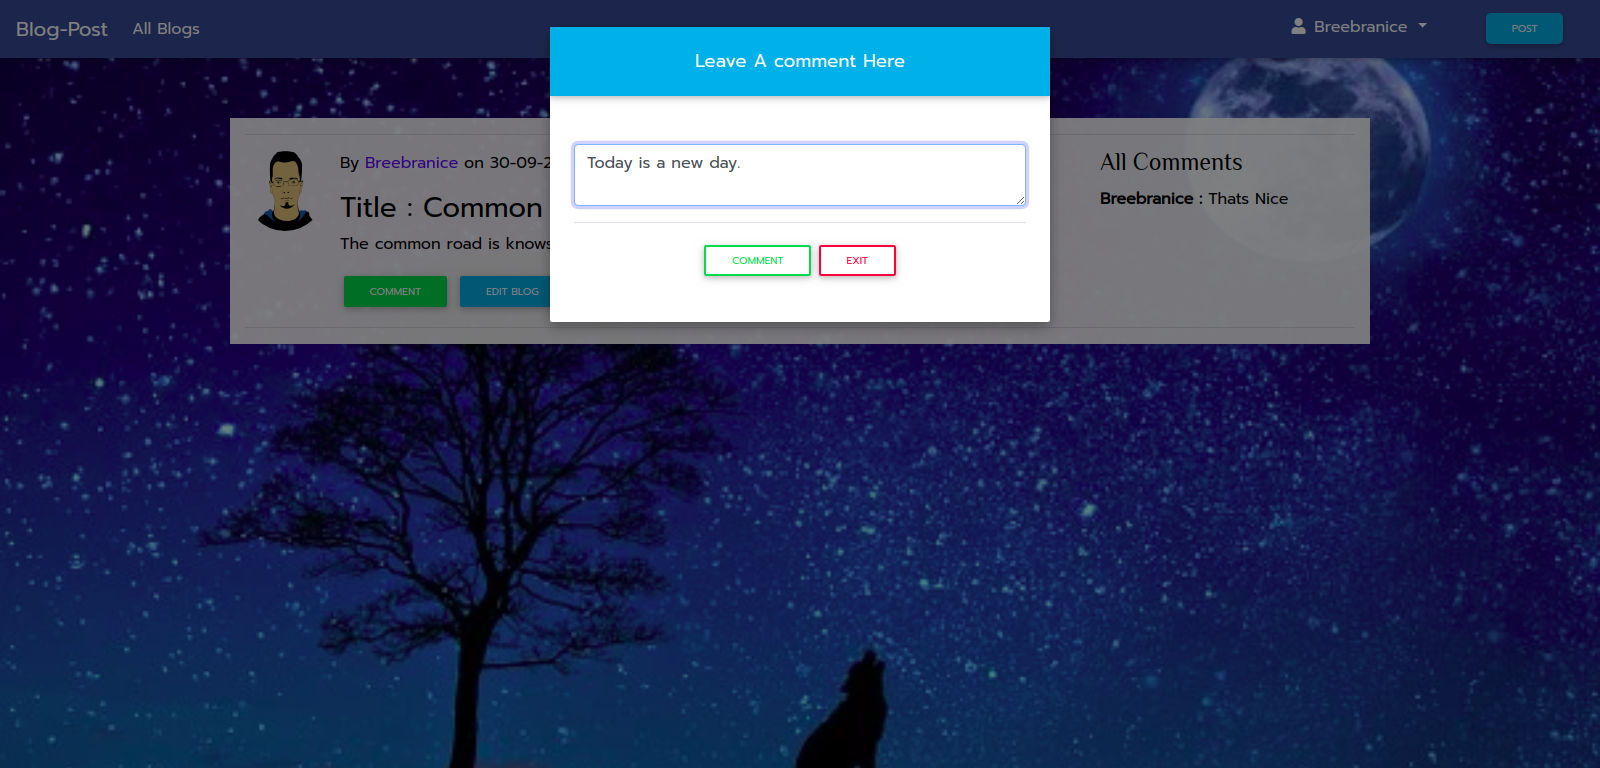 Blog-Post All Blogs Breebranice POST
Leave A comment Here
Today is a new day.
COMMENT EXIT
By Breebranice on 30-09-2
Title : Common
The common road is knows
COMMENT EDIT BLOG
All Comments
Breebranice : Thats Nice